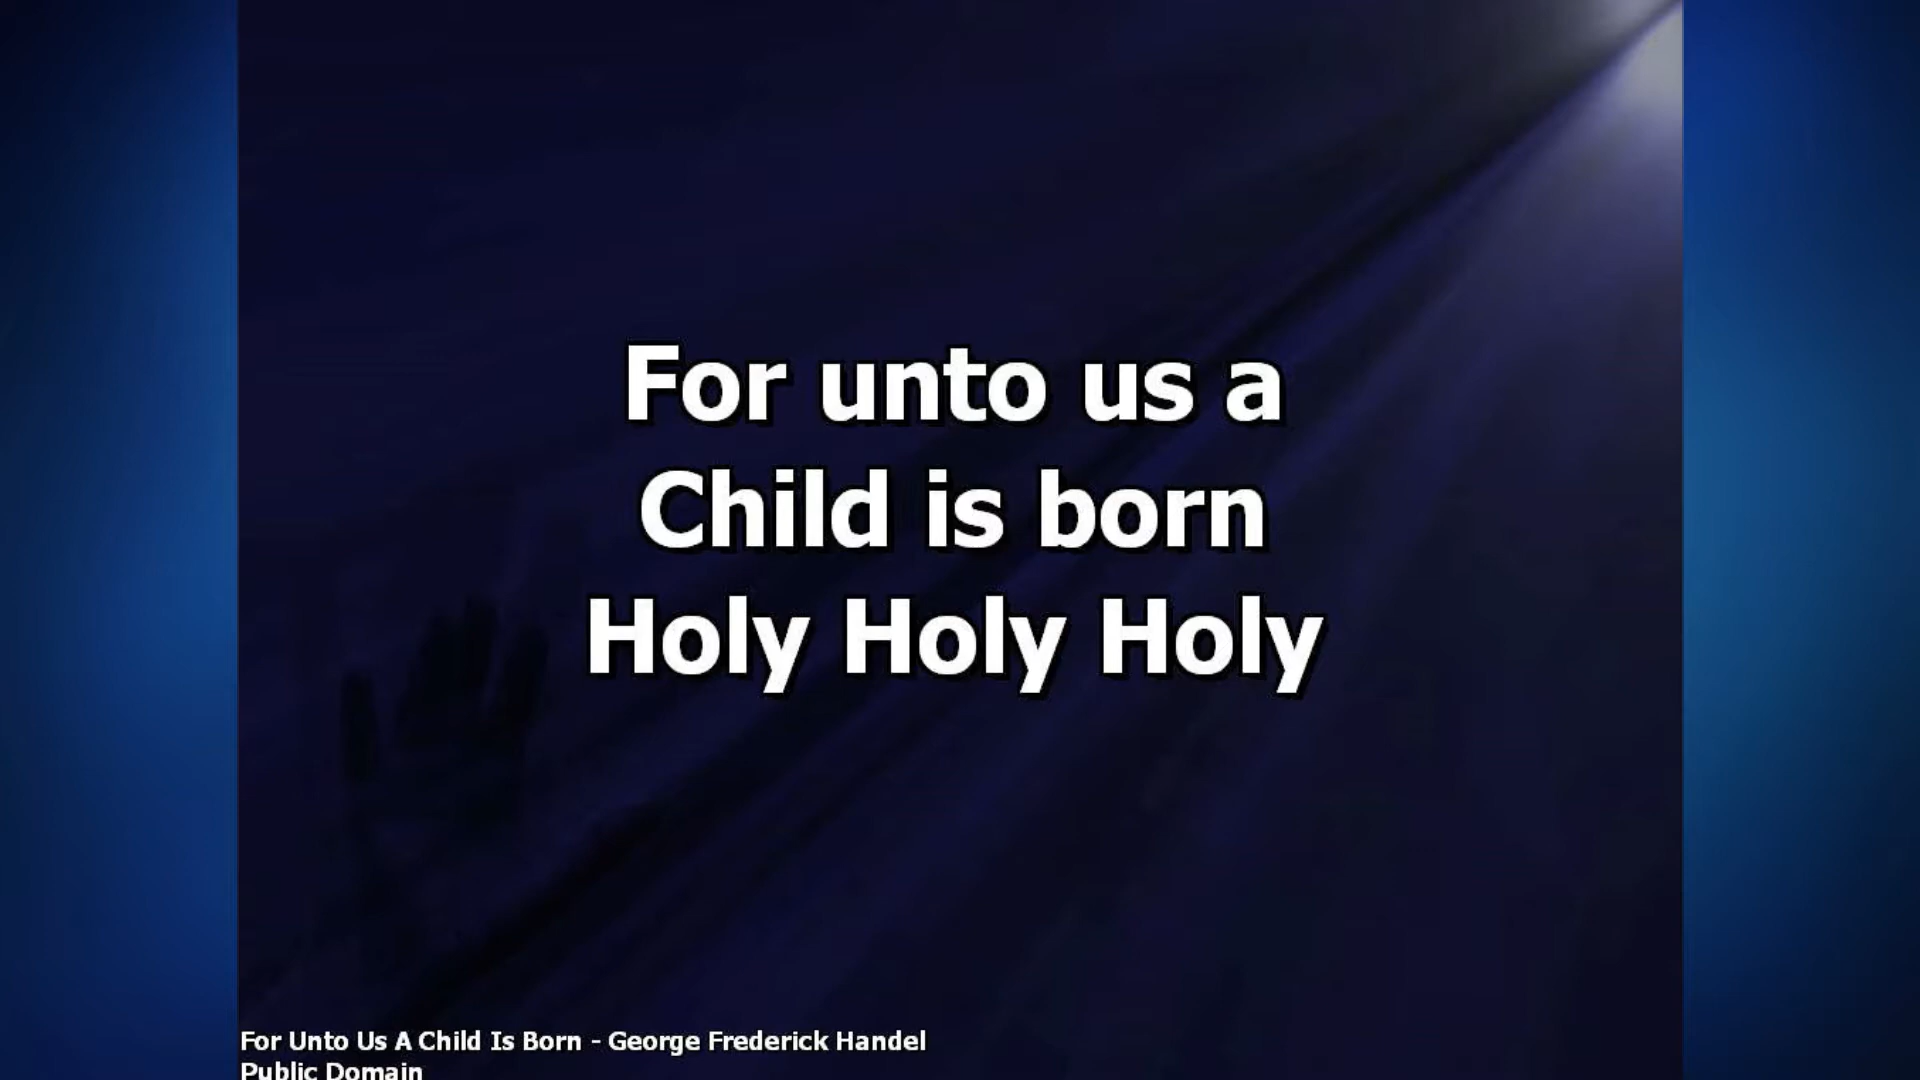 For unto us a
Child is born
Holy Holy Holy
For Unto Us A Child Is Born - George Frederick Handel
Public Domain